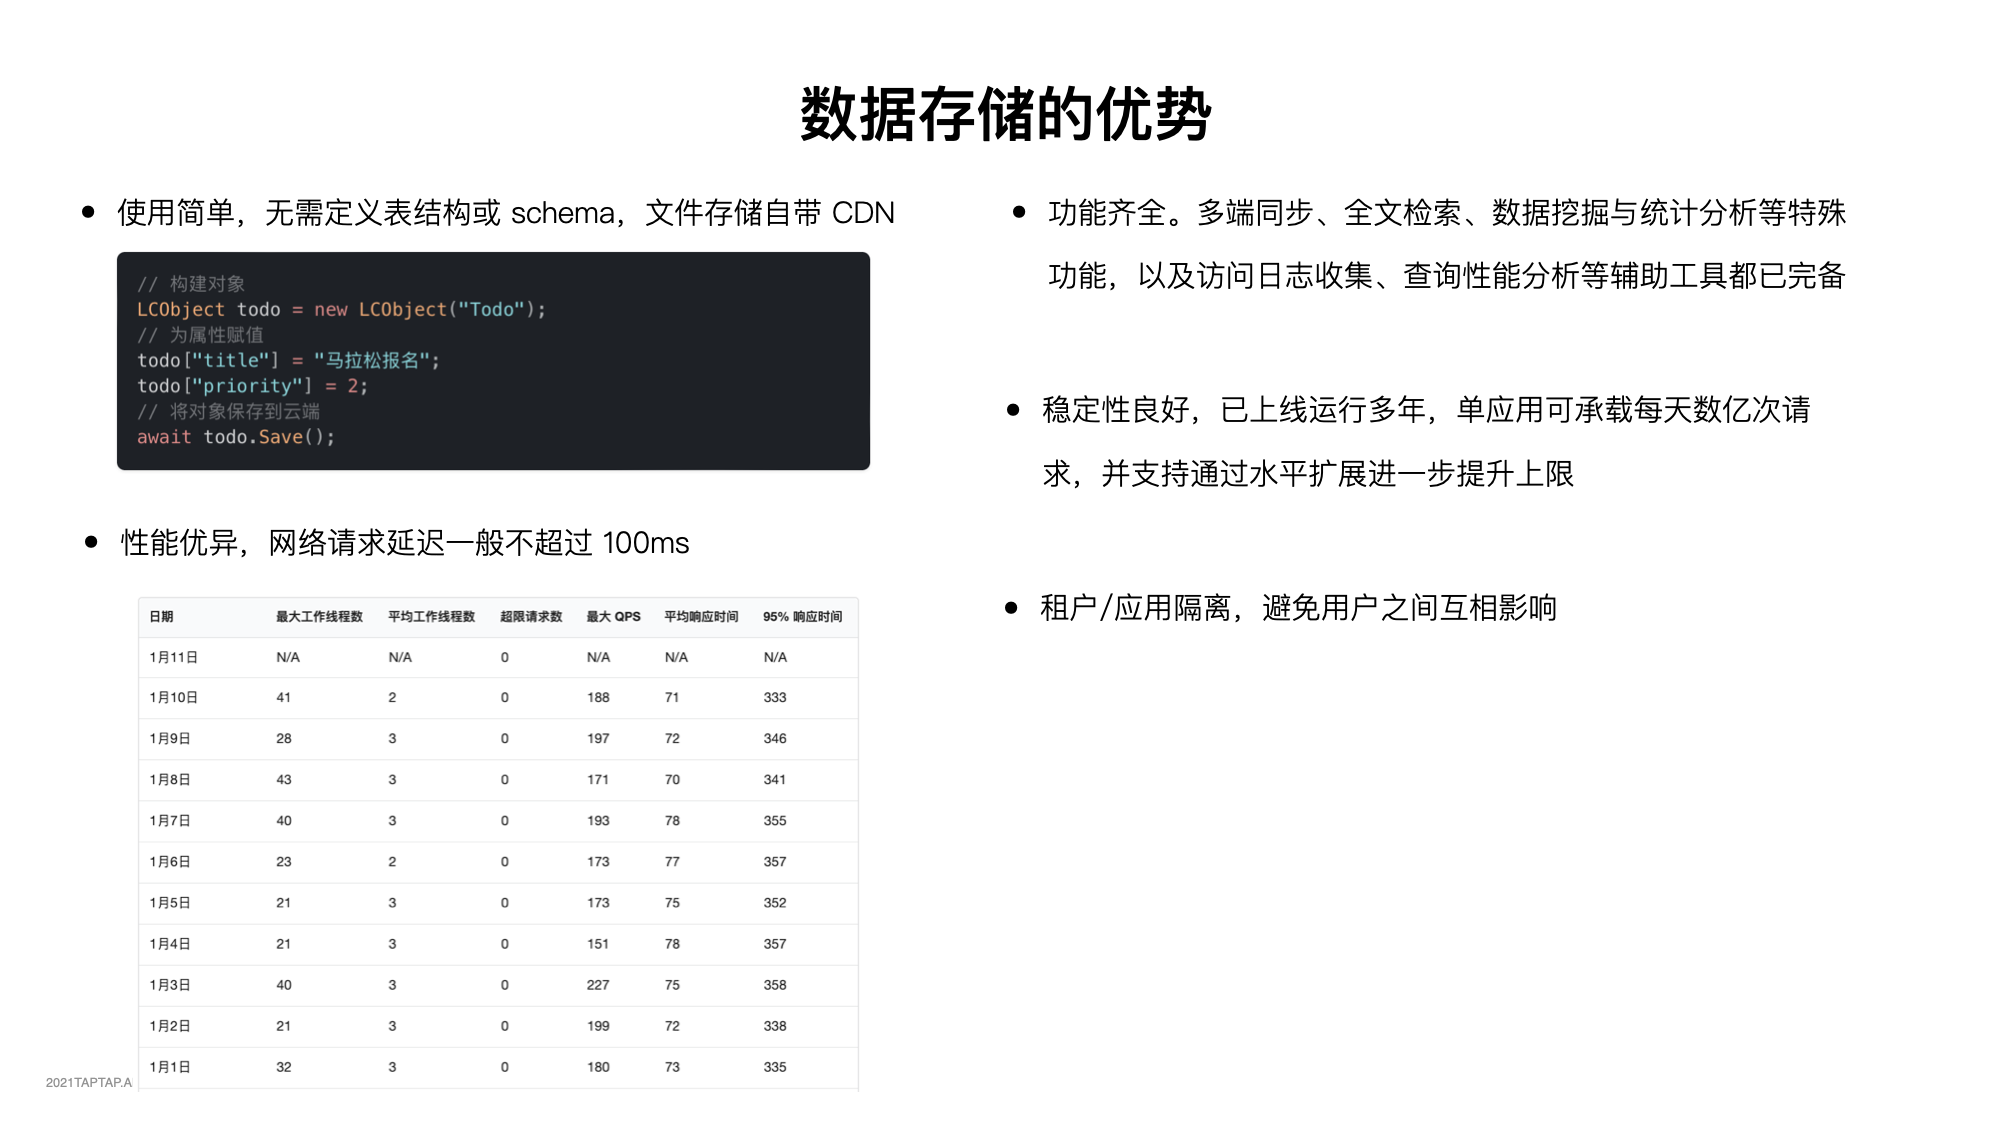 数据存储的优势
• 使用简单，无需定义表结构或 schema，文件存储自带 CDN
// 构建对象
LCObject todo = new LCObject("Todo");
// 为属性赋值
todo["title"] = "马拉松报名";
todo["priority"] = 2;
// 将对象保存到云端
await todo.Save();
• 性能优异，网络请求延迟一般不超过 100ms
日期 最大工作线程数 平均工作线程数 超限请求数 最大 QPS 平均响应时间 95% 响应时间
1月11日 N/A N/A 0 N/A N/A N/A
1月10日 41 2 0 188 71 333
1月9日 28 3 0 197 72 346
1月8日 43 3 0 171 70 341
1月7日 40 3 0 193 78 355
1月6日 23 2 0 173 77 357
1月5日 21 3 0 173 75 352
1月4日 21 3 0 151 78 357
1月3日 40 3 0 227 75 358
1月2日 21 3 0 199 72 338
1月1日 32 3 0 180 73 335
• 功能齐全。多端同步、全文检索、数据挖掘与统计分析等特殊
功能，以及访问日志收集、查询性能分析等辅助工具都已完备
• 稳定性良好，已上线运行多年，单应用可承载每天数亿次请
求，并支持通过水平扩展进一步提升上限
• 租户/应用隔离，避免用户之间互相影响
2021TAPTAP.A